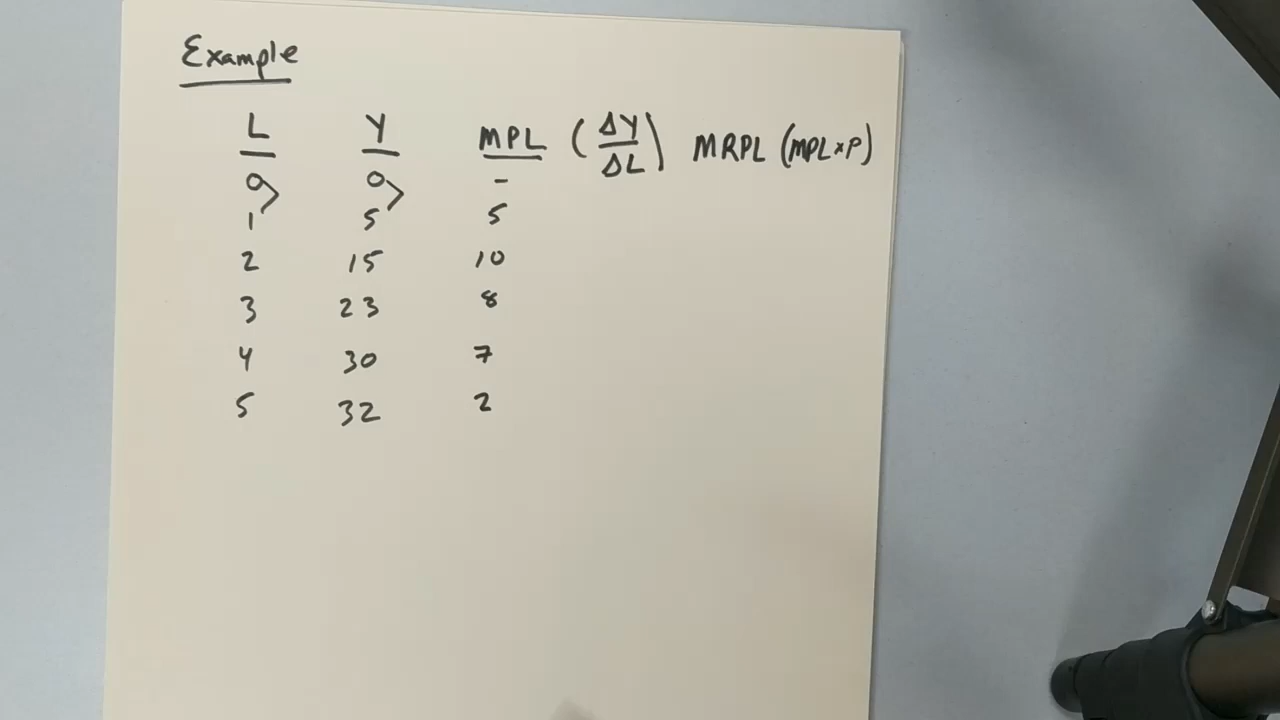 Example
L Y MPL (ΔY/ΔL) MRPL (MPL×P)
0 0 -
1 5 5
2 15 10
3 23 8
4 30 7
5 32 2